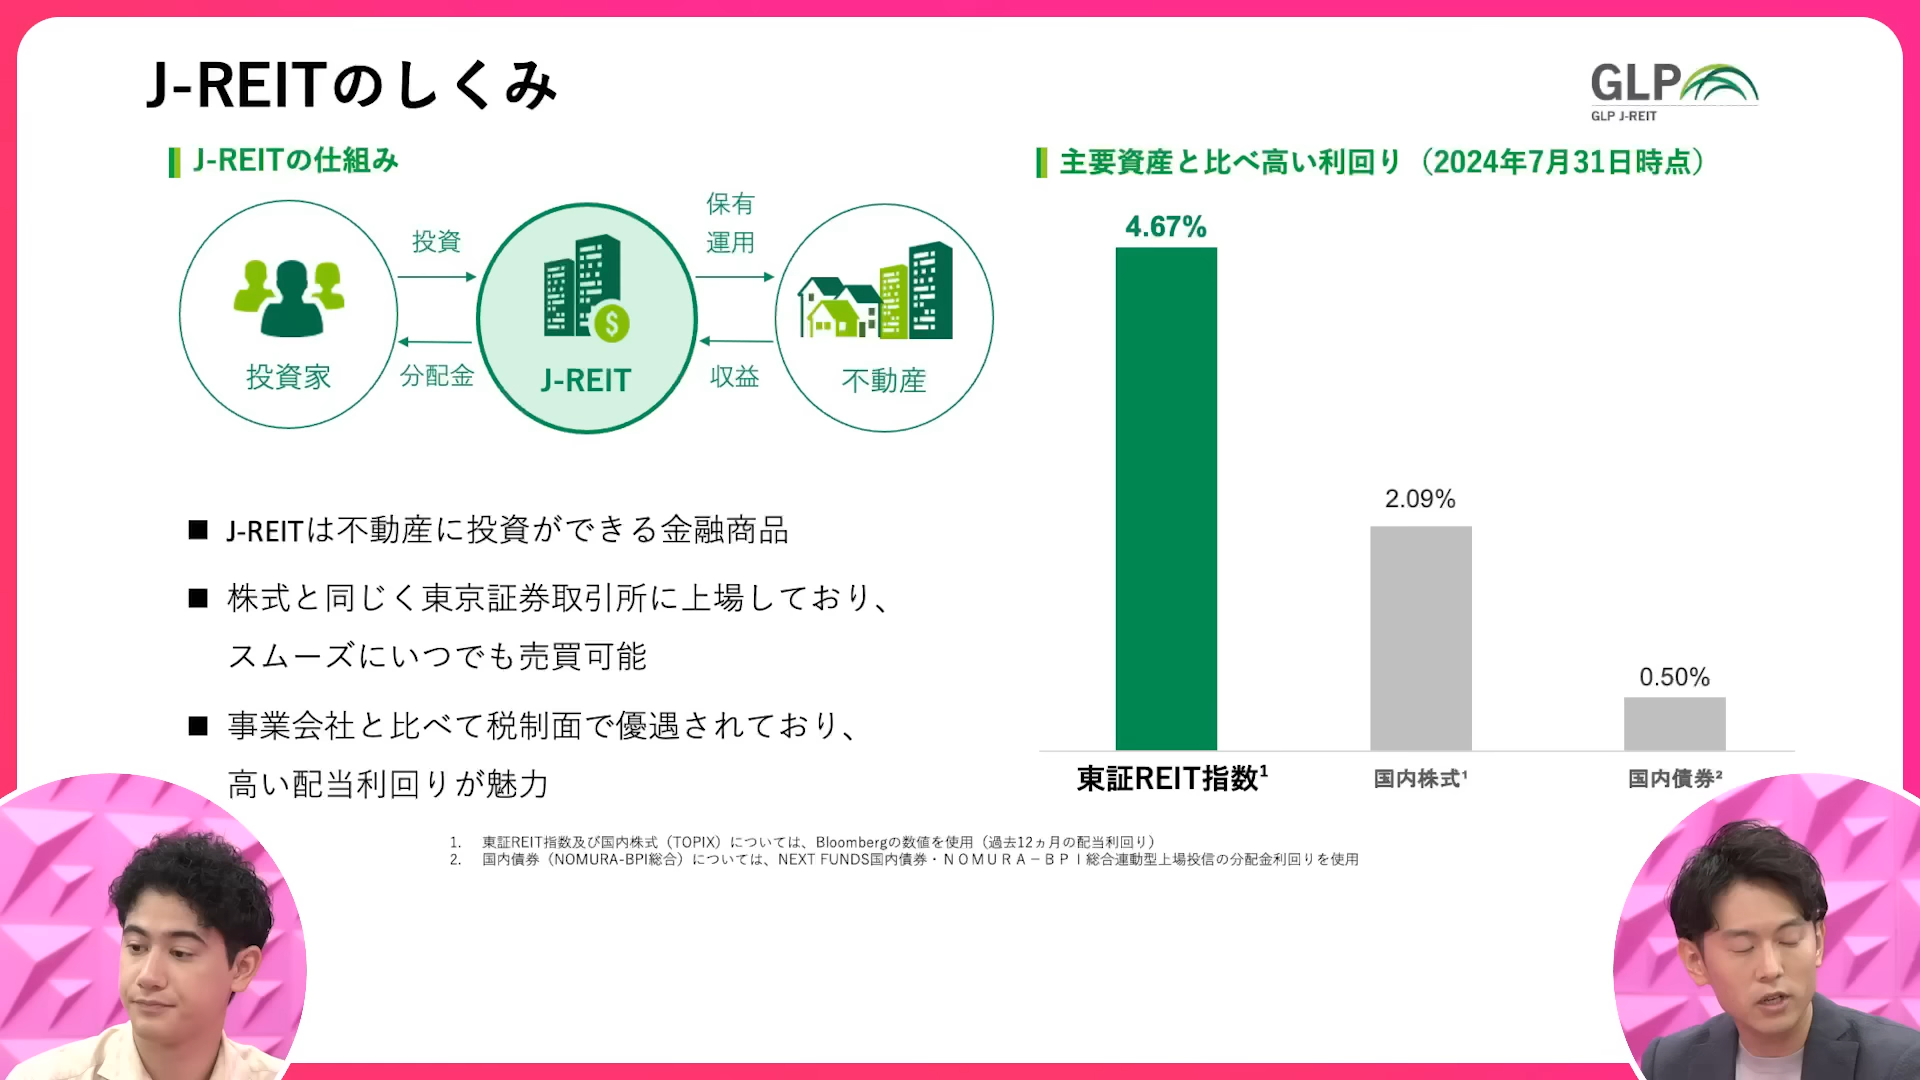 J-REITのしくみ
GLP
GLP J-REIT
J-REITの仕組み
投資家
投資
分配金
J-REIT
保有
運用
収益
不動産
■ J-REITは不動産に投資ができる金融商品
■ 株式と同じく東京証券取引所に上場しており、
スムーズにいつでも売買可能
■ 事業会社と比べて税制面で優遇されており、
高い配当利回りが魅力
主要資産と比べ高い利回り（2024年7月31日時点）
4.67%
2.09%
0.50%
東証REIT指数¹
国内株式¹
国内債券²
1. 東証REIT指数及び国内株式（TOPIX）については、Bloombergの数値を使用（過去12ヵ月の配当利回り）
2. 国内債券（NOMURA-BPI総合）については、NEXT FUNDS国内債券・ＮＯＭＵＲＡ－ＢＰＩ総合連動型上場投信の分配金利回りを使用